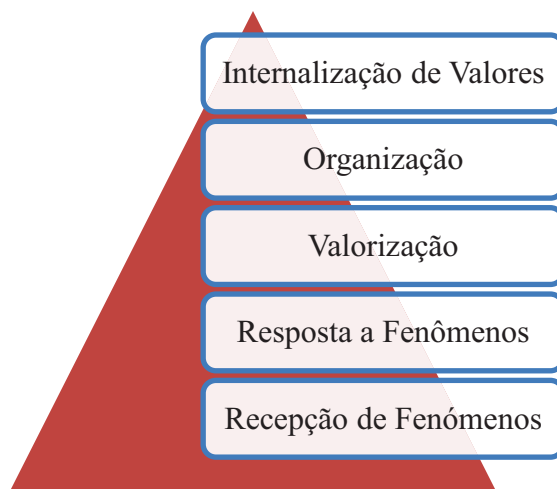 Internalização de Valores
Organização
Valorização
Resposta a Fenômenos
Recepção de Fenómenos